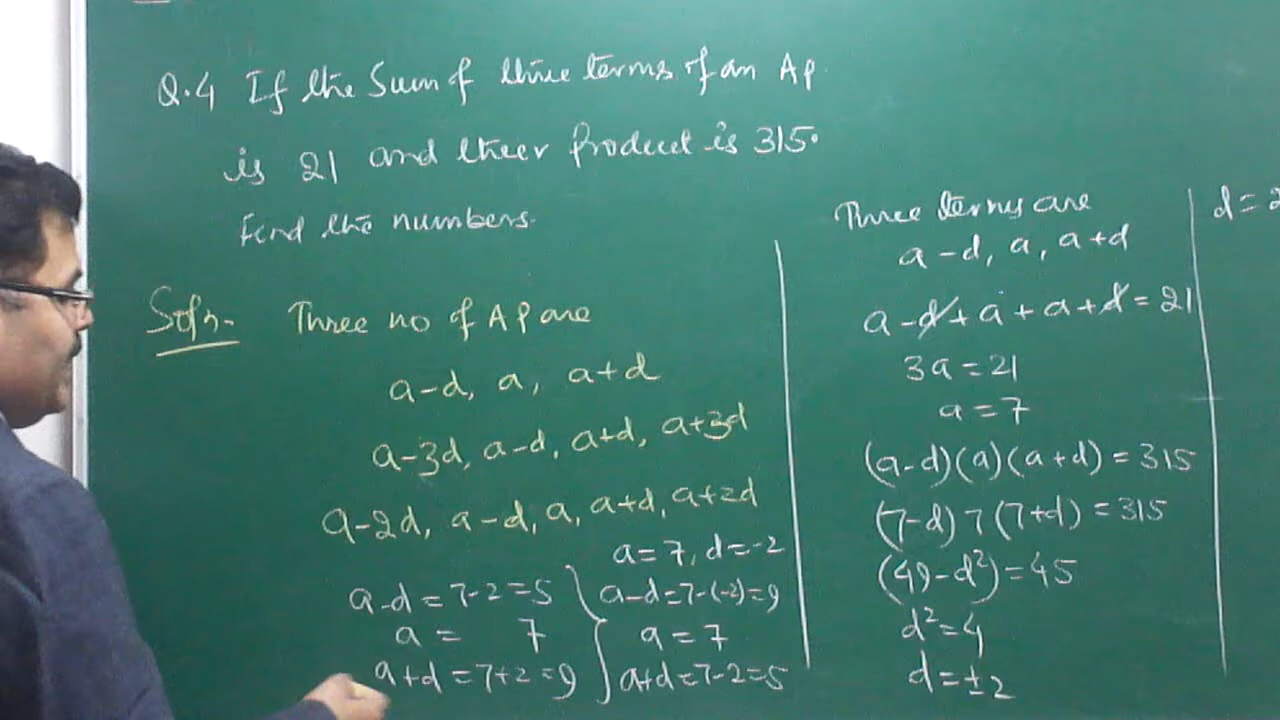 Q.4 If the Sum of three terms of an AP.
is 21 and their Product is 315.
Find the numbers.
Soln.
Three no of AP are
a-d, a, a+d
a-3d, a-d, a+d, a+3d
a-2d, a-d, a, a+d, a+2d
a=7, d=-2
a-d = 7-2=5
a = 7
a+d = 7+2=9
a-d=7-(-2)=9
a = 7
a+d=7-2=5
Three terms are
a-d, a, a+d
a-d+a+a+d=21
3a=21
a=7
(a-d)(a)(a+d)=315
(7-d)7(7+d)=315
(49-d²)=45
d²=4
d=±2
d=2